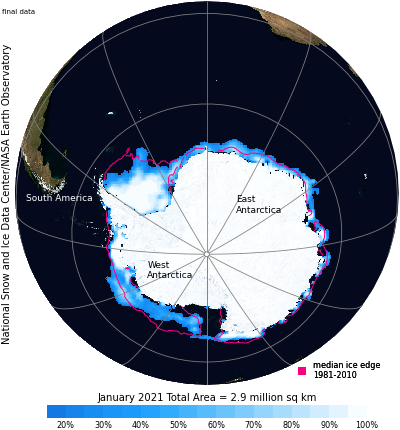 final data
National Snow and Ice Data Center/NASA Earth Observatory
South America
East
Antarctica
West
Antarctica
median ice edge
1981-2010
January 2021 Total Area = 2.9 million sq km
20% 30% 40% 50% 60% 70% 80% 90% 100%